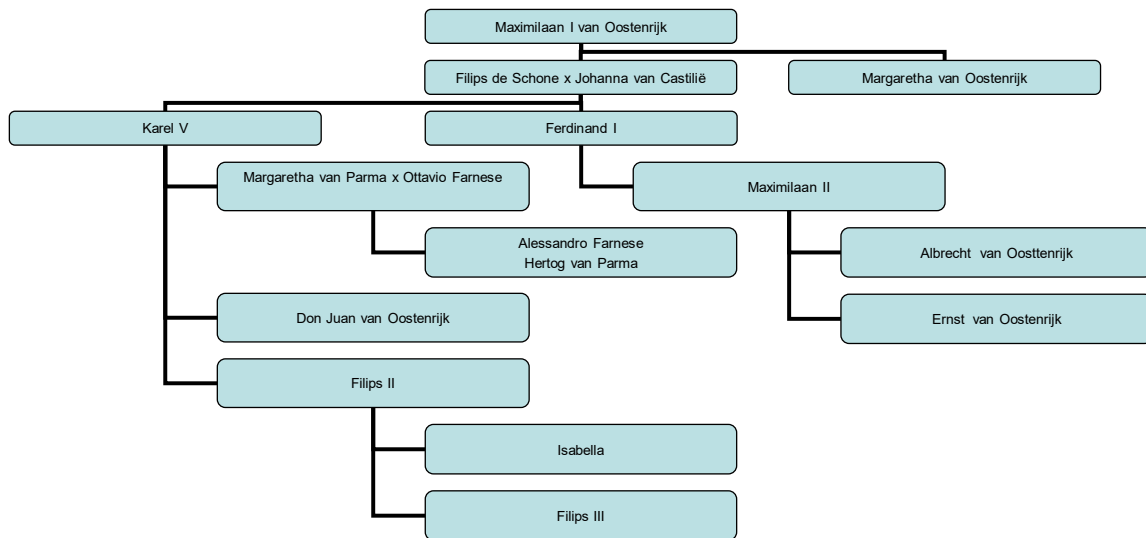 Maximilaan I van Oostenrijk
Filips de Schone x Johanna van Castilië
Margaretha van Oostenrijk
Karel V
Ferdinand I
Margaretha van Parma x Ottavio Farnese
Maximilaan II
Alessandro Farnese
Hertog van Parma
Albrecht van Oosttenrijk
Don Juan van Oostenrijk
Ernst van Oostenrijk
Filips II
Isabella
Filips III